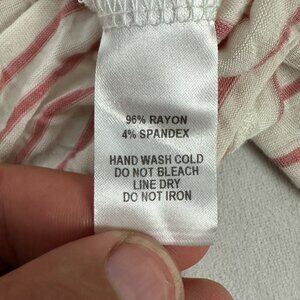 96% RAYON
4% SPANDEX
HAND WASH COLD
DO NOT BLEACH
LINE DRY
DO NOT IRON